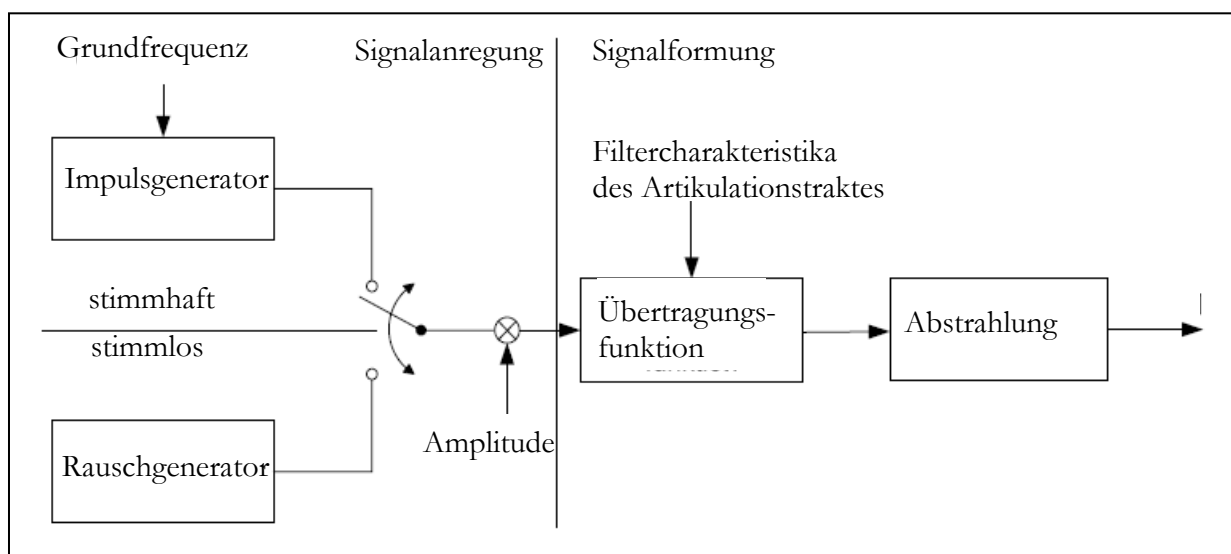 Grundfrequenz
Signalanregung
Signalformung
Impulsgenerator
Filtercharakteristika
des Artikulationstraktes
stimmhaft
stimmlos
Übertragungs-
funktion
Abstrahlung
Amplitude
Rauschgenerator